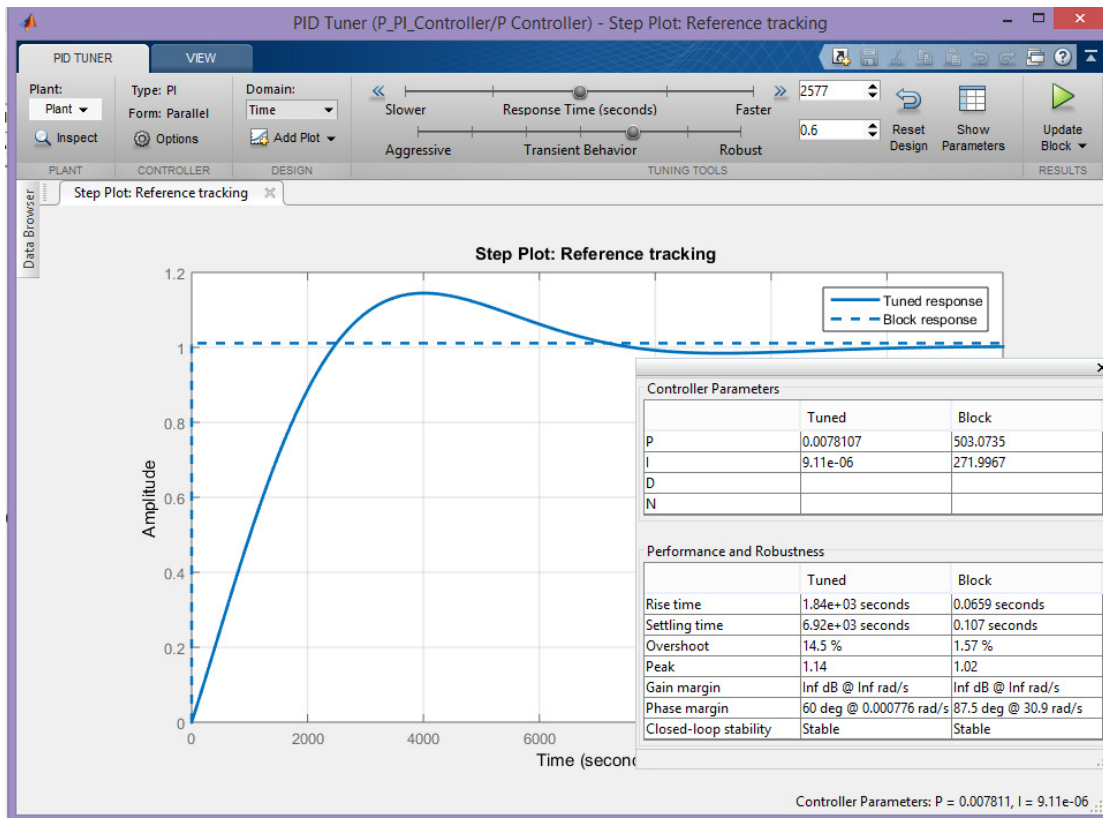 PID Tuner (P_PI_Controller/P Controller) - Step Plot: Reference tracking
PID TUNER VIEW
Plant: Type: PI Domain: 2577
Plant Form: Parallel Time Slower Response Time (seconds) Faster
Inspect Options Add Plot 0.6 Reset Design Show Parameters Update Block
Aggressive Transient Behavior Robust
PLANT CONTROLLER DESIGN TUNING TOOLS RESULTS
Data Browser
Step Plot: Reference tracking
Step Plot: Reference tracking
Tuned response
Block response
Amplitude
1.2
1
0.8
0.6
0.4
0.2
0
0 2000 4000 6000
Time (secon
Controller Parameters
Tuned Block
P 0.0078107 503.0735
I 9.11e-06 271.9967
D
N
Performance and Robustness
Tuned Block
Rise time 1.84e+03 seconds 0.0659 seconds
Settling time 6.92e+03 seconds 0.107 seconds
Overshoot 14.5 % 1.57 %
Peak 1.14 1.02
Gain margin Inf dB @ Inf rad/s Inf dB @ Inf rad/s
Phase margin 60 deg @ 0.000776 rad/s 87.5 deg @ 30.9 rad/s
Closed-loop stability Stable Stable
Controller Parameters: P = 0.007811, I = 9.11e-06